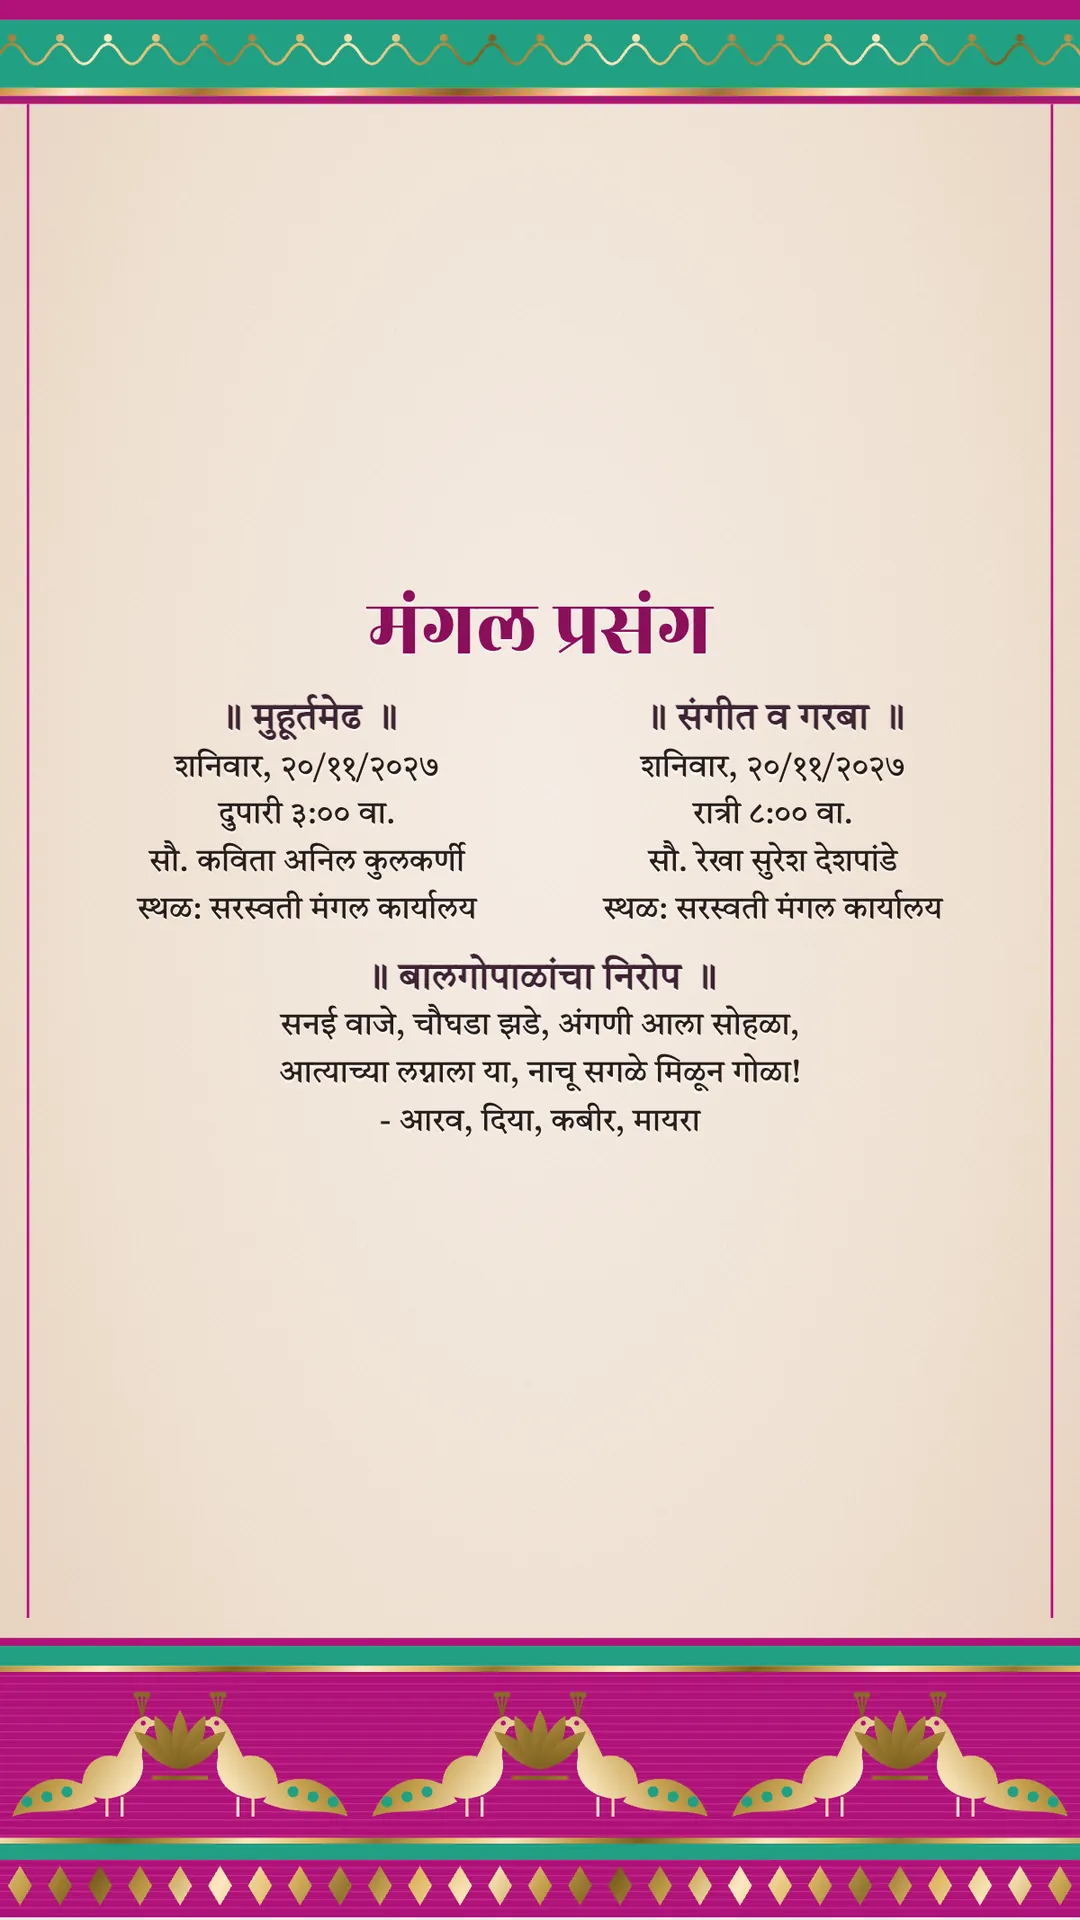 मंगल प्रसंग
॥ मुहूर्तमेढ ॥
शनिवार, २०/११/२०२७
दुपारी ३:०० वा.
सौ. कविता अनिल कुलकर्णी
स्थळ: सरस्वती मंगल कार्यालय
॥ संगीत व गरबा ॥
शनिवार, २०/११/२०२७
रात्री ८:०० वा.
सौ. रेखा सुरेश देशपांडे
स्थळ: सरस्वती मंगल कार्यालय
॥ बालगोपाळांचा निरोप ॥
सनई वाजे, चौघडा झडे, अंगणी आला सोहळा,
आत्याच्या लग्नाला या, नाचू सगळे मिळून गोळा!
- आरव, दिया, कबीर, मायरा